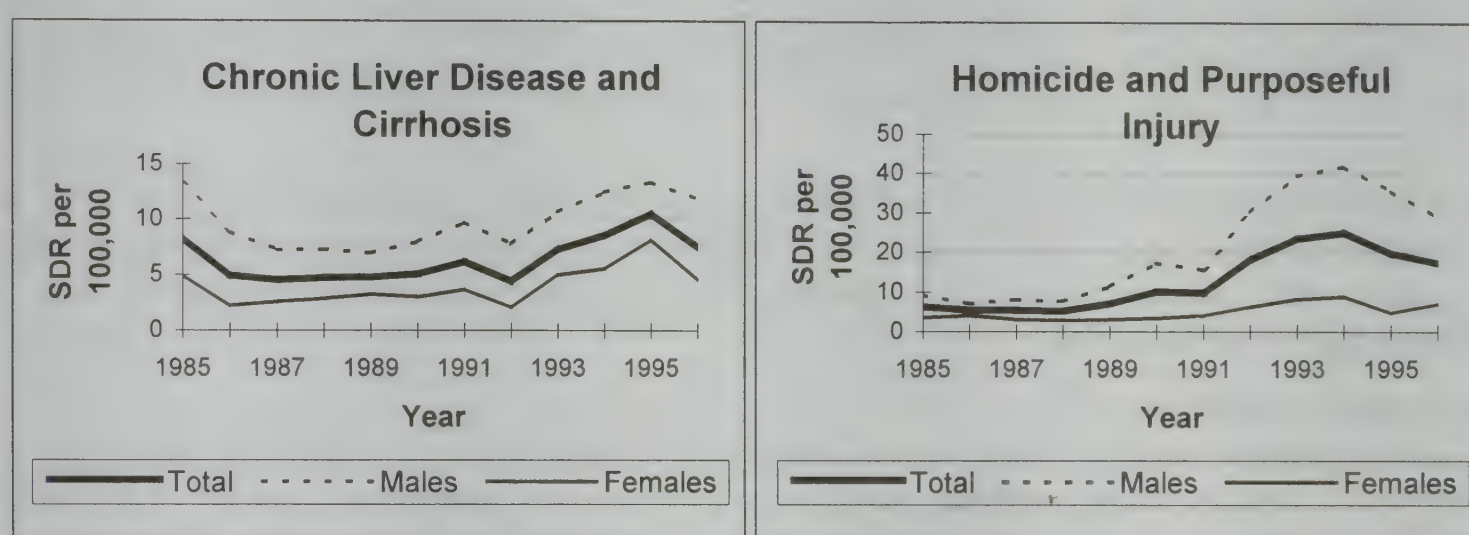 Chronic Liver Disease and
Cirrhosis
SDR per
100,000
15
10
5
0
1985 1987 1989 1991 1993 1995
Year
Total Males Females
Homicide and Purposeful
Injury
SDR per
100,000
50
40
30
20
10
0
1985 1987 1989 1991 1993 1995
Year
Total Males Females